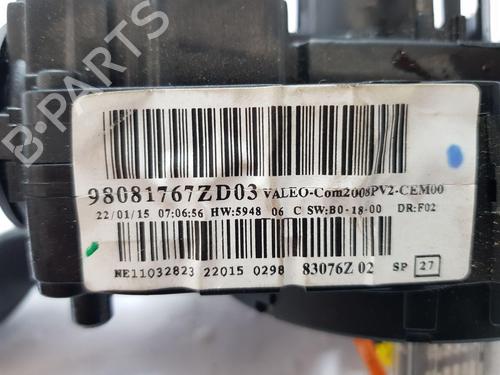 98081767ZD03 VALEO-Com2008PV2-CEM00
22/01/15 07:06:56 HW:5948 06 C SW:B0-18-00 DR:F02
NE11032823 22015 0298 83076Z 02 SP 27
B-PARTS